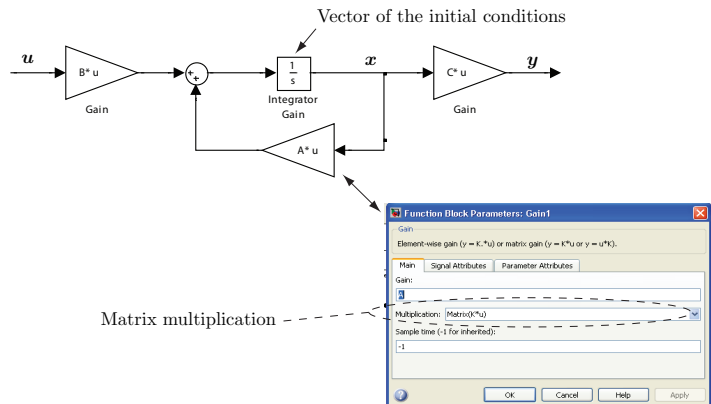 Vector of the initial conditions
u
B* u
Gain
+
+
1
s
Integrator
Gain
x
C* u
Gain
y
A* u
Function Block Parameters: Gain1
Gain
Element-wise gain (y = K.*u) or matrix gain (y = K*u or y = u*K).
Main Signal Attributes Parameter Attributes
Gain:
A
Matrix multiplication
Multiplication: Matrix(K*u)
Sample time (-1 for inherited):
-1
OK Cancel Help Apply